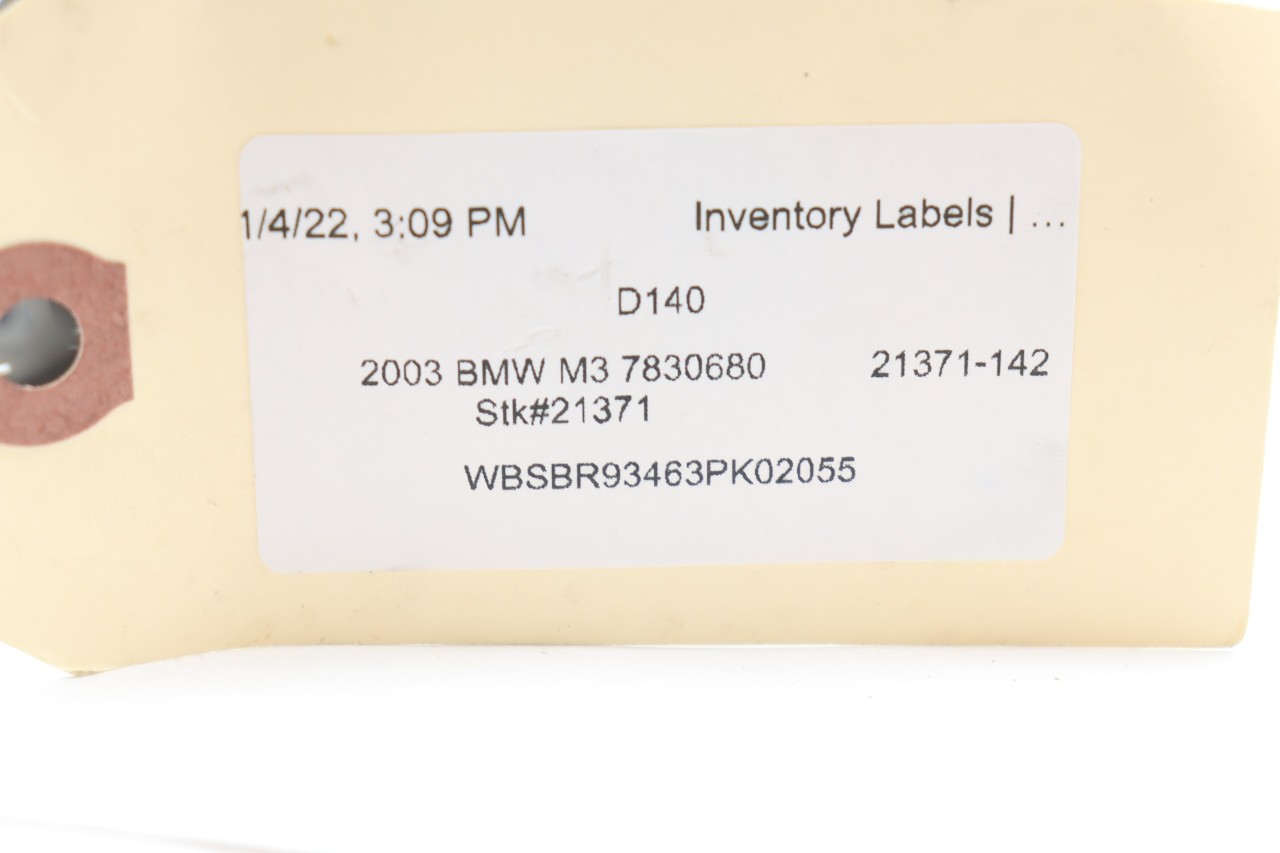 1/4/22, 3:09 PM Inventory Labels | ...
D140
2003 BMW M3 7830680 21371-142
Stk#21371
WBSBR93463PK02055